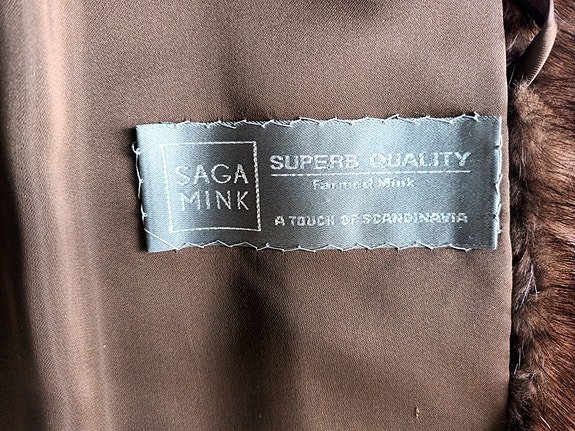 SAGA
MINK
SUPERB QUALITY
Farmed Mink
A TOUCH OF SCANDINAVIA